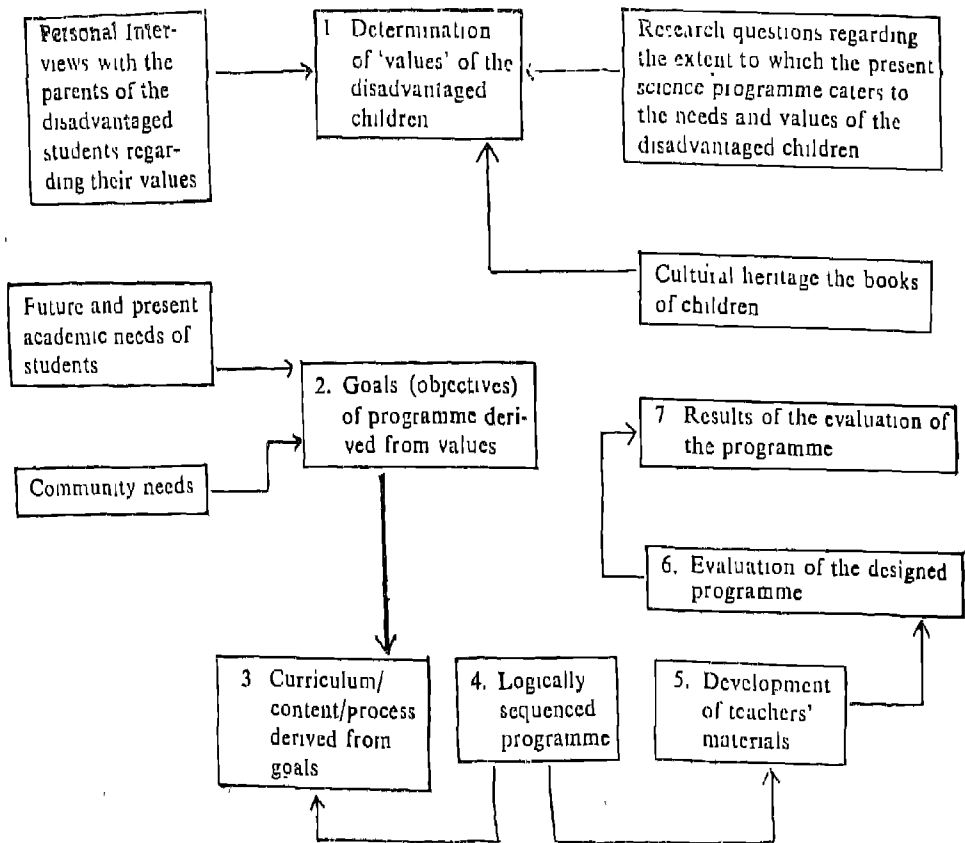 Personal Inter-
views with the
parents of the
disadvantaged
students regar-
ding their values
1 Determination
of 'values' of the
disadvantaged
children
Research questions regarding
the extent to which the present
science programme caters to
the needs and values of the
disadvantaged children
Cultural heritage the books
of children
Future and present
academic needs of
students
2. Goals (objectives)
of programme deri-
ved from values
Community needs
7 Results of the evaluation of
the programme
6. Evaluation of the designed
programme
3 Curriculum/
content/process
derived from
goals
4. Logically
sequenced
programme
5. Development
of teachers'
materials